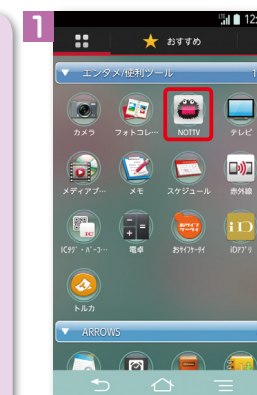 1
12:
おすすめ
エンタメ/便利ツール 1
カメラ フォトコレ… NOTTV テレビ
メディアプ… メモ スケジュール 赤外線
ICﾀｸﾞ・ﾊﾞｰｺ… 電卓 おサイフケータイ iDアプリ
トルカ
ARROWS